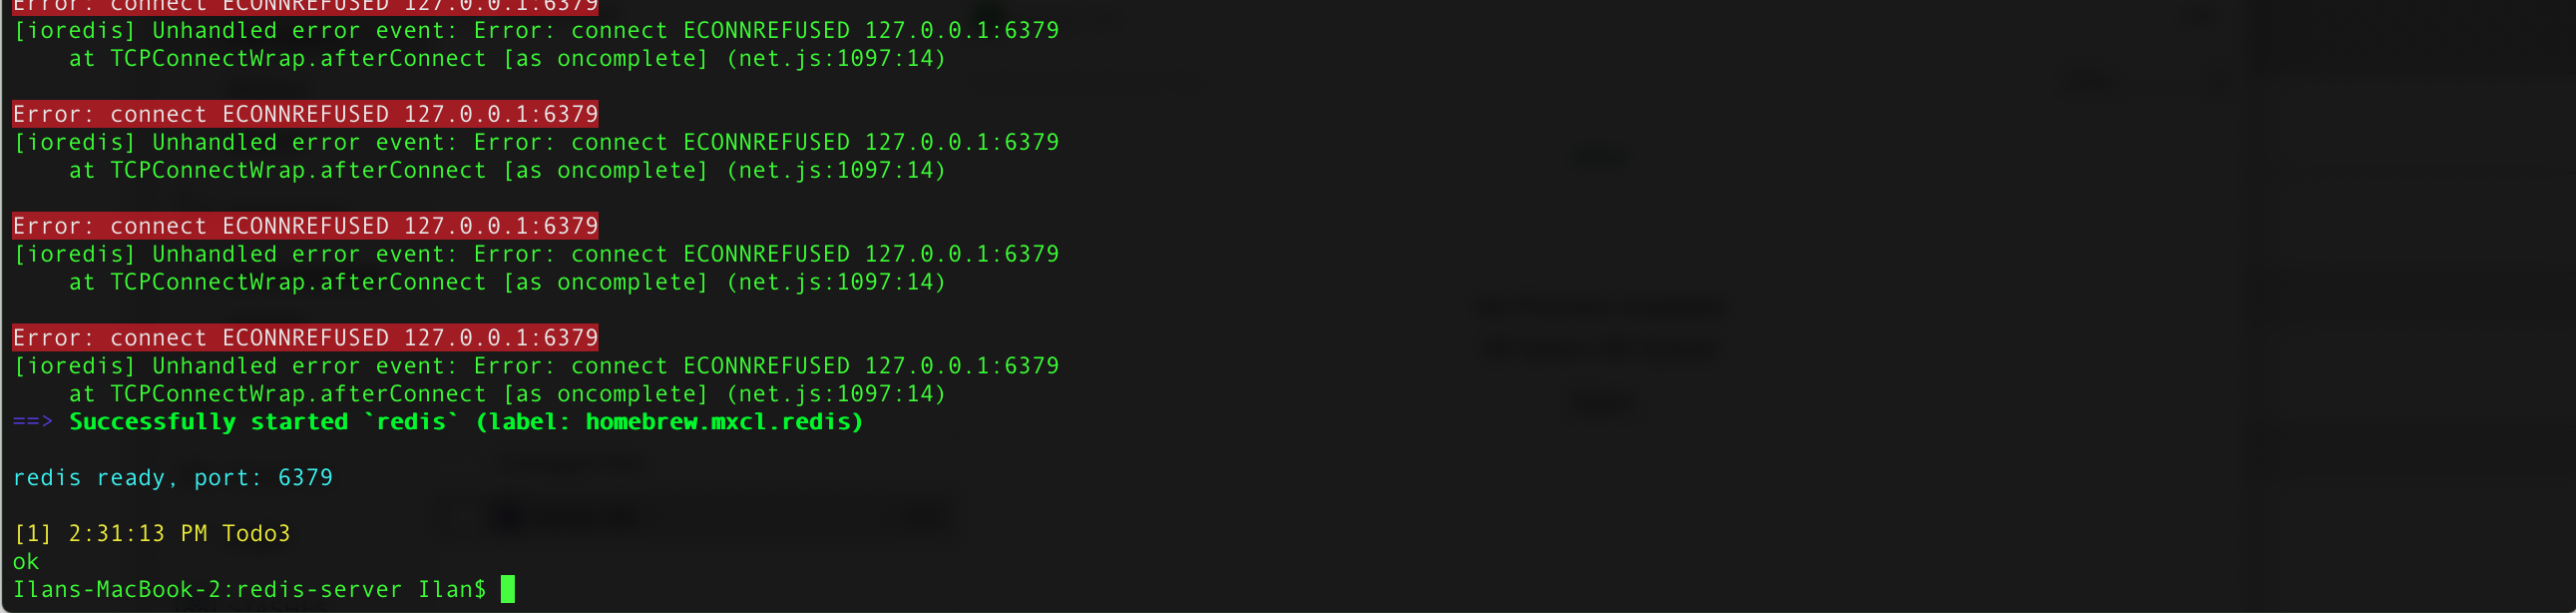 Error: connect ECONNREFUSED 127.0.0.1:6379
[ioredis] Unhandled error event: Error: connect ECONNREFUSED 127.0.0.1:6379
    at TCPConnectWrap.afterConnect [as oncomplete] (net.js:1097:14)

Error: connect ECONNREFUSED 127.0.0.1:6379
[ioredis] Unhandled error event: Error: connect ECONNREFUSED 127.0.0.1:6379
    at TCPConnectWrap.afterConnect [as oncomplete] (net.js:1097:14)

Error: connect ECONNREFUSED 127.0.0.1:6379
[ioredis] Unhandled error event: Error: connect ECONNREFUSED 127.0.0.1:6379
    at TCPConnectWrap.afterConnect [as oncomplete] (net.js:1097:14)

Error: connect ECONNREFUSED 127.0.0.1:6379
[ioredis] Unhandled error event: Error: connect ECONNREFUSED 127.0.0.1:6379
    at TCPConnectWrap.afterConnect [as oncomplete] (net.js:1097:14)
==> Successfully started `redis` (label: homebrew.mxcl.redis)

redis ready, port: 6379

[1] 2:31:13 PM Todo3
ok
Ilans-MacBook-2:redis-server Ilan$